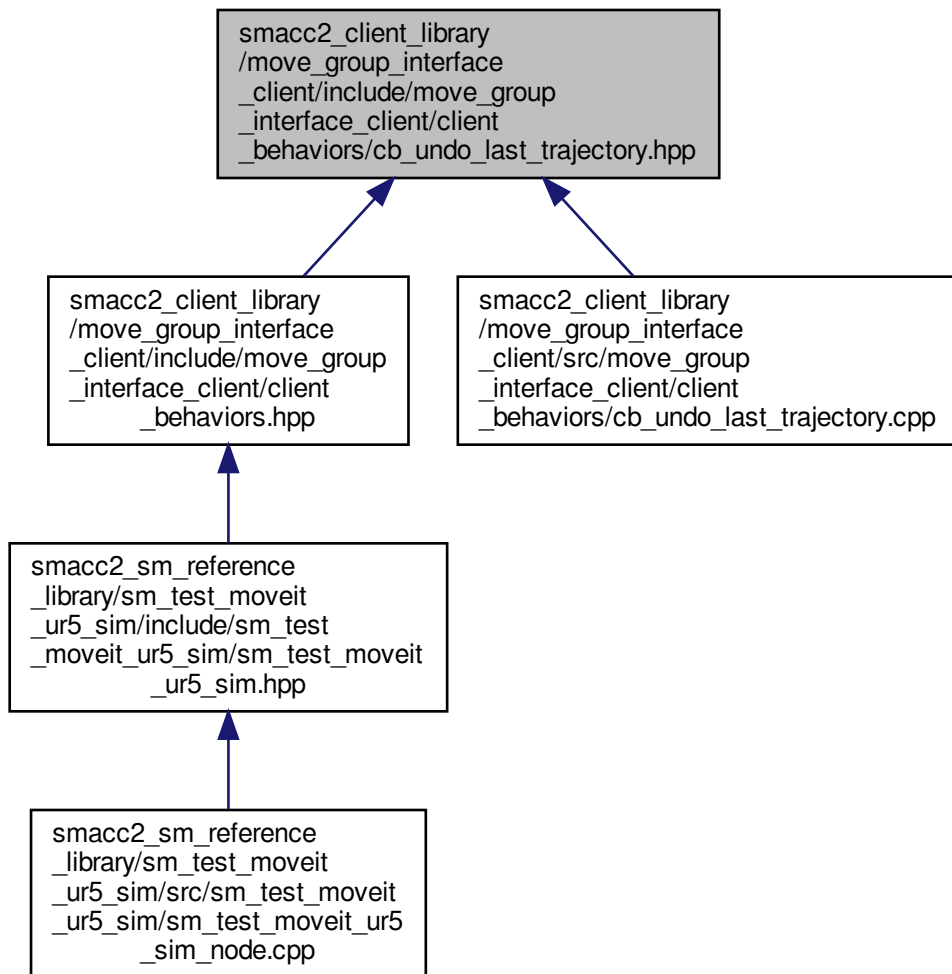 smacc2_client_library
/move_group_interface
_client/include/move_group
_interface_client/client
_behaviors/cb_undo_last_trajectory.hpp
smacc2_client_library
/move_group_interface
_client/include/move_group
_interface_client/client
_behaviors.hpp
smacc2_client_library
/move_group_interface
_client/src/move_group
_interface_client/client
_behaviors/cb_undo_last_trajectory.cpp
smacc2_sm_reference
_library/sm_test_moveit
_ur5_sim/include/sm_test
_moveit_ur5_sim/sm_test_moveit
_ur5_sim.hpp
smacc2_sm_reference
_library/sm_test_moveit
_ur5_sim/src/sm_test_moveit
_ur5_sim/sm_test_moveit_ur5
_sim_node.cpp